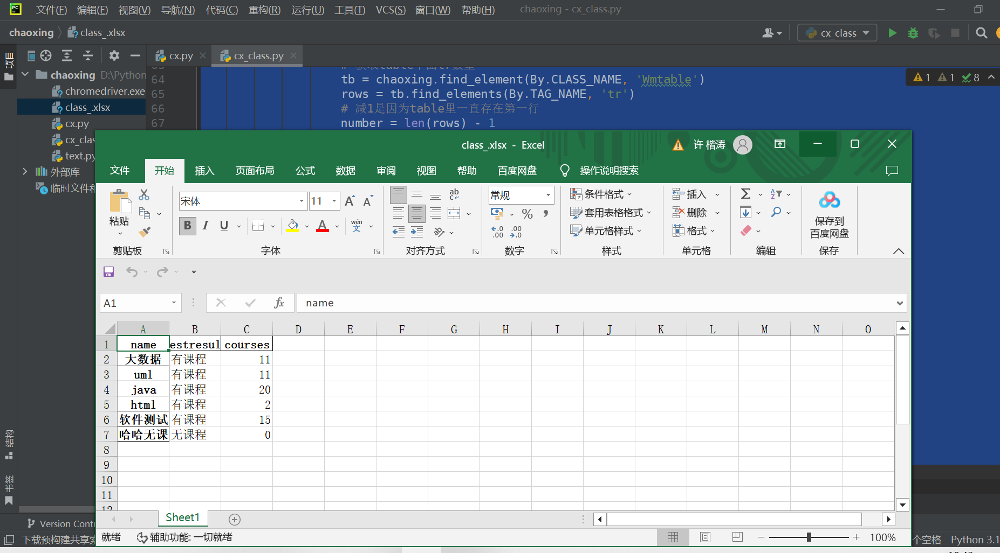 文件(F) 编辑(E) 视图(V) 导航(N) 代码(C) 重构(R) 运行(U) 工具(T) VCS(S) 窗口(W) 帮助(H) chaoxing - cx_class.py
chaoxing class_.xlsx cx_class
项目
cx.py cx_class.py
chaoxing D:\Python
chromedriver.exe
class_.xlsx
cx.py
cx_clas
text.py
外部库
临时文件和
64 tb = chaoxing.find_element(By.CLASS_NAME, 'Wmtable')
65 rows = tb.find_elements(By.TAG_NAME, 'tr')
66 # 减1是因为table里一直存在第一行
67 number = len(rows) - 1
1 1 8
class_.xlsx - Excel 许 楷涛
文件 开始 插入 页面布局 公式 数据 审阅 视图 帮助 百度网盘 操作说明搜索
粘贴
剪贴板
宋体 11
B I U A wén 文
字体
ab
对齐方式
常规
% ,
数字
条件格式
套用表格格式
单元格样式
样式
插入
删除
格式
单元格
编辑
保存到
百度网盘
保存
A1 fx name
A B C D E F G H I J K L M N O
1 name estresul courses
2 大数据 有课程 11
3 uml 有课程 11
4 java 有课程 20
5 html 有课程 2
6 软件测试 有课程 15
7 哈哈无课 无课程 0
8
9
10
11
12
Sheet1
就绪 辅助功能: 一切就绪 100%
结构
书签
Version Cont
下载预构建共享索
个空格 Python 3.1